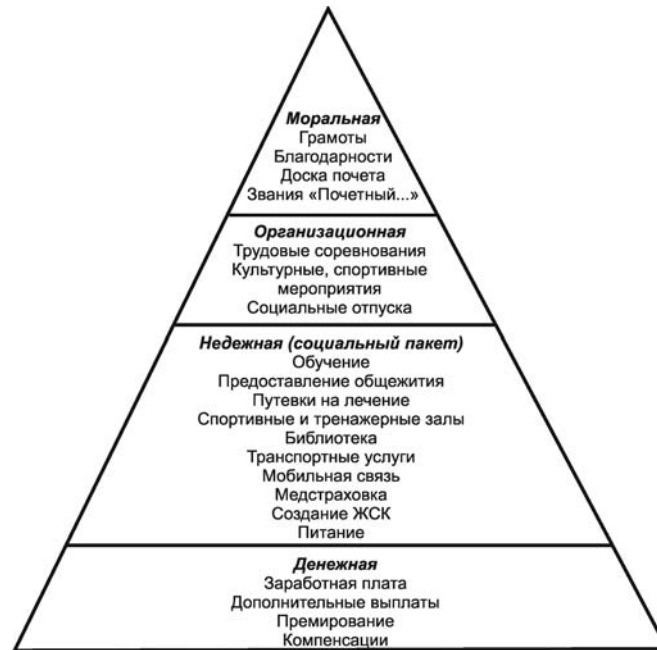 Моральная
Грамоты
Благодарности
Доска почета
Звания «Почетный...»
Организационная
Трудовые соревнования
Культурные, спортивные
мероприятия
Социальные отпуска
Недежная (социальный пакет)
Обучение
Предоставление общежития
Путевки на лечение
Спортивные и тренажерные залы
Библиотека
Транспортные услуги
Мобильная связь
Медстраховка
Создание ЖСК
Питание
Денежная
Заработная плата
Дополнительные выплаты
Премирование
Компенсации